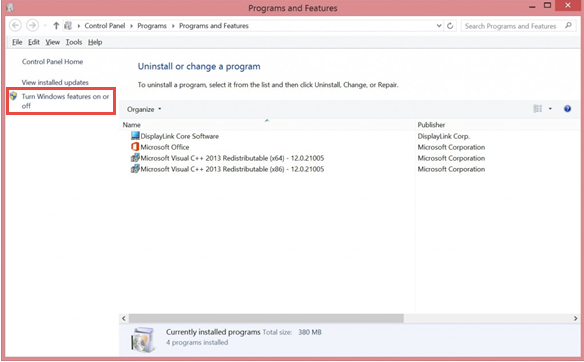 Programs and Features
Control Panel Programs Programs and Features
Search Programs and Features
File Edit View Tools Help
Control Panel Home
View installed updates
Turn Windows features on or
off
Uninstall or change a program
To uninstall a program, select it from the list and then click Uninstall, Change, or Repair.
Organize
Name Publisher
DisplayLink Core Software DisplayLink Corp.
Microsoft Office Microsoft Corporation
Microsoft Visual C++ 2013 Redistributable (x64) - 12.0.21005 Microsoft Corporation
Microsoft Visual C++ 2013 Redistributable (x86) - 12.0.21005 Microsoft Corporation
Currently installed programs Total size: 380 MB
4 programs installed